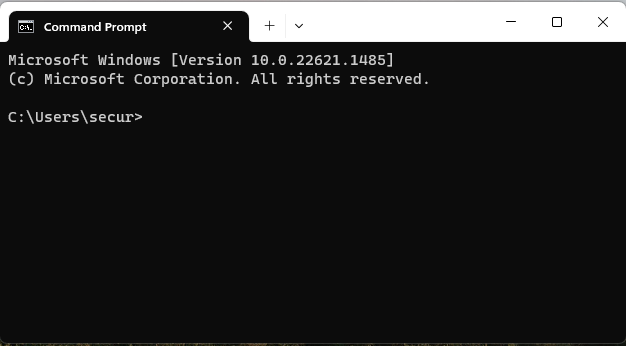 Command Prompt
Microsoft Windows [Version 10.0.22621.1485]
(c) Microsoft Corporation. All rights reserved.
C:\Users\secur>